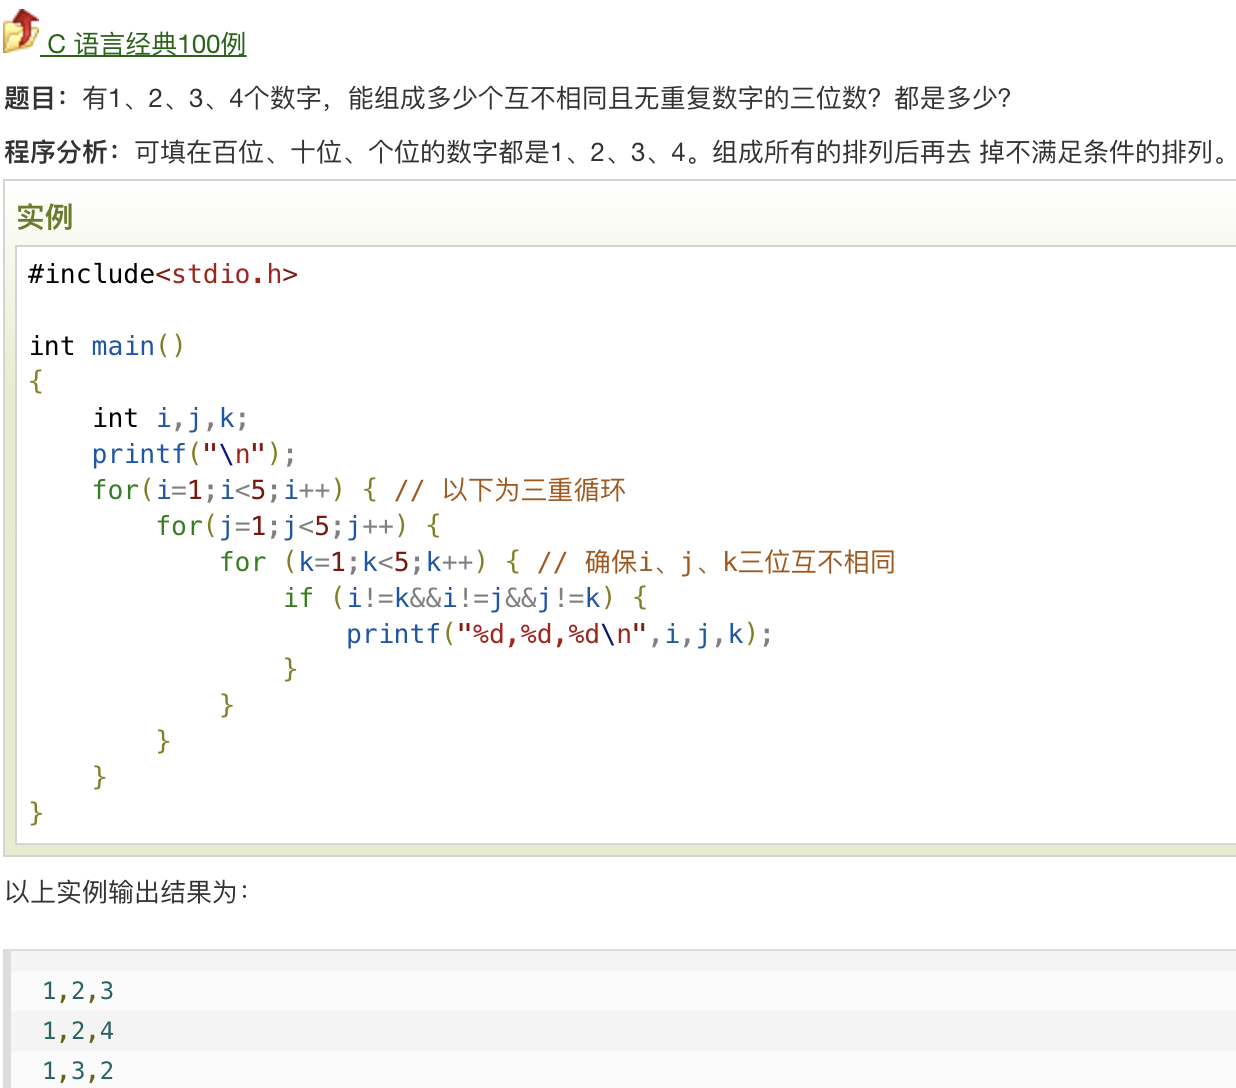 C 语言经典100例
题目：有1、2、3、4个数字，能组成多少个互不相同且无重复数字的三位数？都是多少？
程序分析：可填在百位、十位、个位的数字都是1、2、3、4。组成所有的排列后再去 掉不满足条件的排列。
实例
#include<stdio.h>
int main()
{
    int i,j,k;
    printf("\n");
    for(i=1;i<5;i++) { // 以下为三重循环
        for(j=1;j<5;j++) {
            for (k=1;k<5;k++) { // 确保i、j、k三位互不相同
                if (i!=k&&i!=j&&j!=k) {
                    printf("%d,%d,%d\n",i,j,k);
                }
            }
        }
    }
}
以上实例输出结果为：
1,2,3
1,2,4
1,3,2